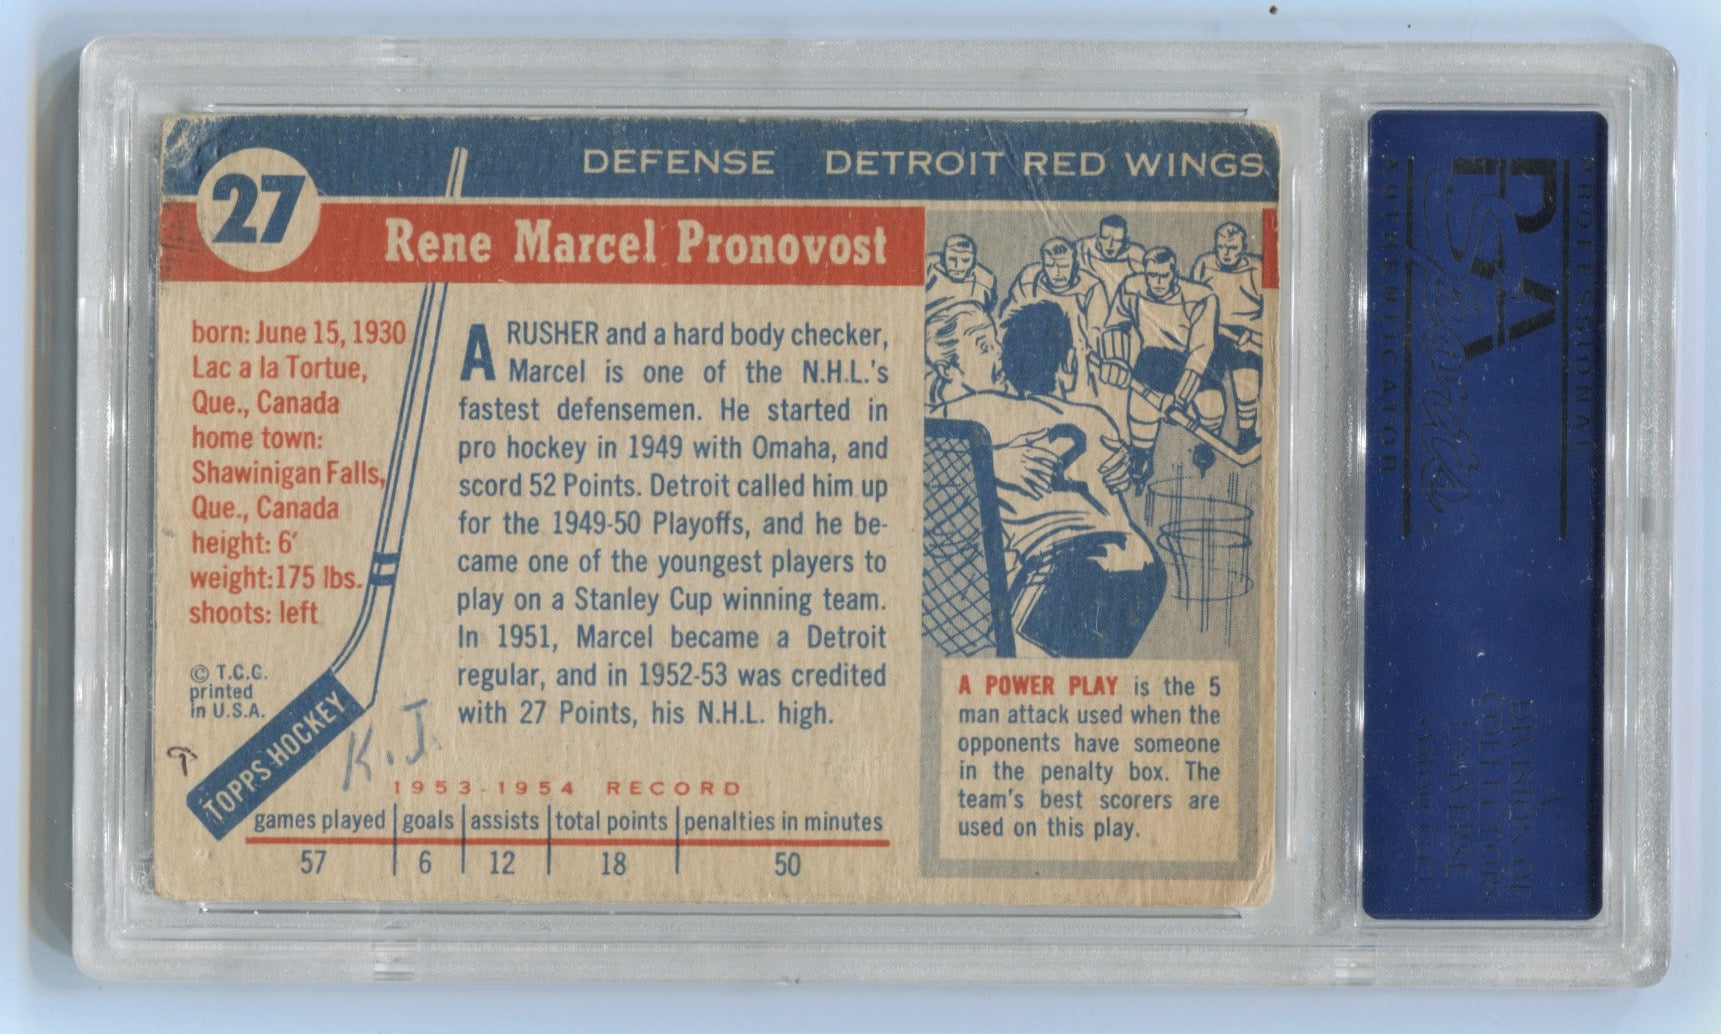 27
DEFENSE DETROIT RED WINGS
Rene Marcel Pronovost
born: June 15, 1930
Lac a la Tortue,
Que., Canada
home town:
Shawinigan Falls,
Que., Canada
height: 6'
weight:175 lbs.
shoots: left
© T.C.G.
printed
in U.S.A.
TOPPS HOCKEY
K.J.
A RUSHER and a hard body checker,
Marcel is one of the N.H.L.'s
fastest defensemen. He started in
pro hockey in 1949 with Omaha, and
scord 52 Points. Detroit called him up
for the 1949-50 Playoffs, and he be-
came one of the youngest players to
play on a Stanley Cup winning team.
In 1951, Marcel became a Detroit
regular, and in 1952-53 was credited
with 27 Points, his N.H.L. high.
2
A POWER PLAY is the 5
man attack used when the
opponents have someone
in the penalty box. The
team's best scorers are
used on this play.
1953-1954 RECORD
games played goals assists total points penalties in minutes
57 6 12 18 50
PROFESSIONAL
PSA
AUTHENTICATOR
A
DIVISION OF
COLLECTORS
UNIVERSE